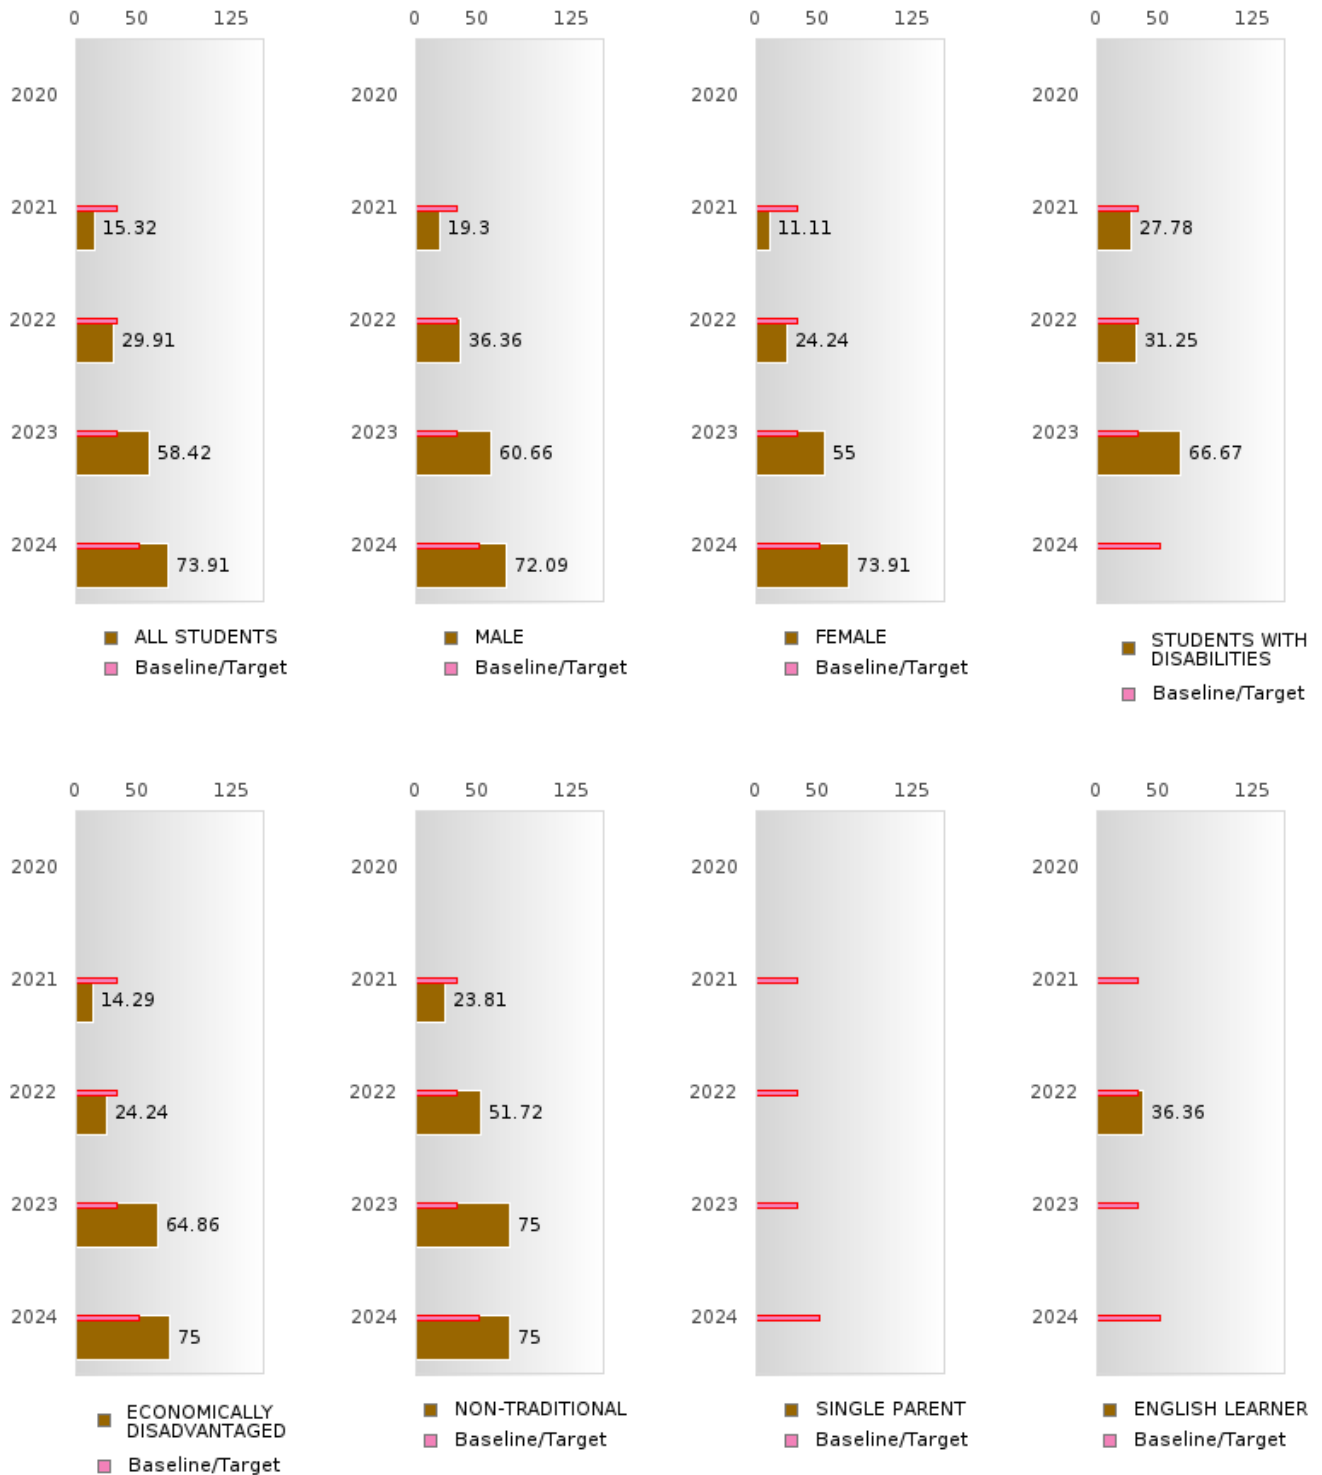 0 50 125
2020
2021
15.32
2022
29.91
2023
58.42
2024
73.91
ALL STUDENTS
Baseline/Target
0 50 125
2020
2021
19.3
2022
36.36
2023
60.66
2024
72.09
MALE
Baseline/Target
0 50 125
2020
2021
11.11
2022
24.24
2023
55
2024
73.91
FEMALE
Baseline/Target
0 50 125
2020
2021
27.78
2022
31.25
2023
66.67
2024
STUDENTS WITH
DISABILITIES
Baseline/Target
0 50 125
2020
2021
14.29
2022
24.24
2023
64.86
2024
75
ECONOMICALLY
DISADVANTAGED
Baseline/Target
0 50 125
2020
2021
23.81
2022
51.72
2023
75
2024
75
NON-TRADITIONAL
Baseline/Target
0 50 125
2020
2021
2022
2023
2024
SINGLE PARENT
Baseline/Target
0 50 125
2020
2021
2022
36.36
2023
2024
ENGLISH LEARNER
Baseline/Target